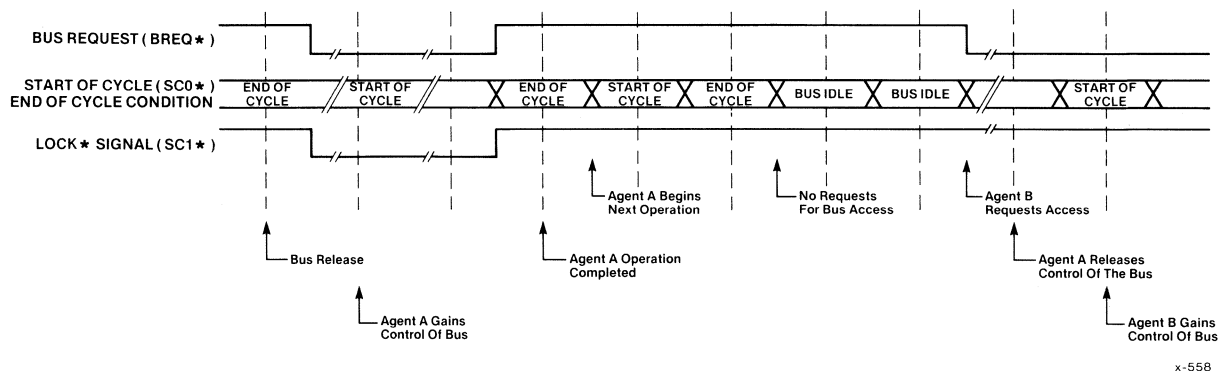 BUS REQUEST (BREQ*)
START OF CYCLE (SC0*)
END OF CYCLE CONDITION
END OF
CYCLE
START OF
CYCLE
END OF
CYCLE
START OF
CYCLE
END OF
CYCLE
BUS IDLE
BUS IDLE
START OF
CYCLE
LOCK* SIGNAL (SC1*)
Agent A Begins
Next Operation
No Requests
For Bus Access
Agent B
Requests Access
Bus Release
Agent A Operation
Completed
Agent A Releases
Control Of The Bus
Agent A Gains
Control Of Bus
Agent B Gains
Control Of Bus
x-558